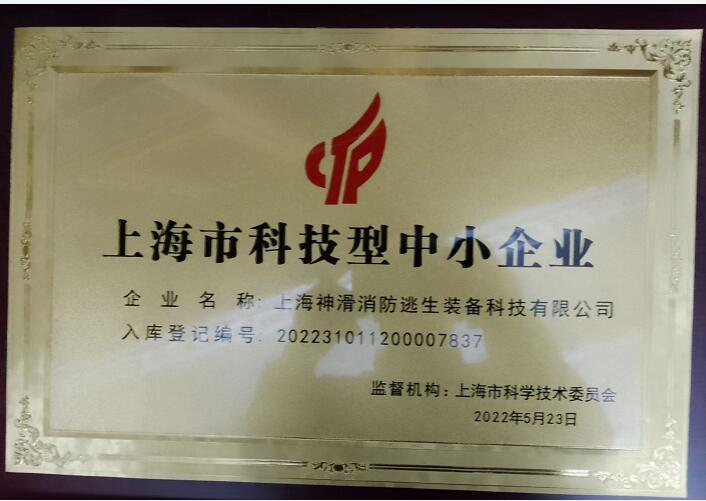 上海市科技型中小企业
企业名称: 上海神滑消防逃生装备科技有限公司
入库登记编号: 202231011200007837
监督机构: 上海市科学技术委员会
2022年5月23日